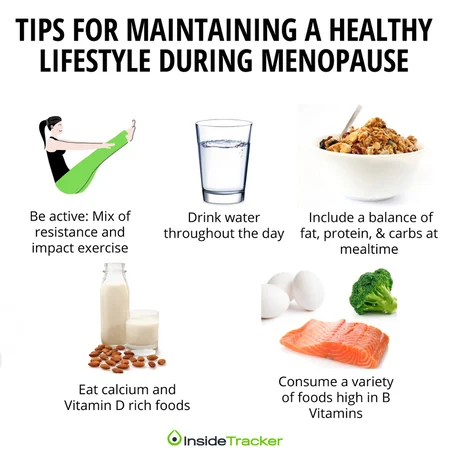 TIPS FOR MAINTAINING A HEALTHY
LIFESTYLE DURING MENOPAUSE
Be active: Mix of
resistance and
impact exercise
Drink water
throughout the day
Include a balance of
fat, protein, & carbs at
mealtime
Eat calcium and
Vitamin D rich foods
Consume a variety
of foods high in B
Vitamins
InsideTracker